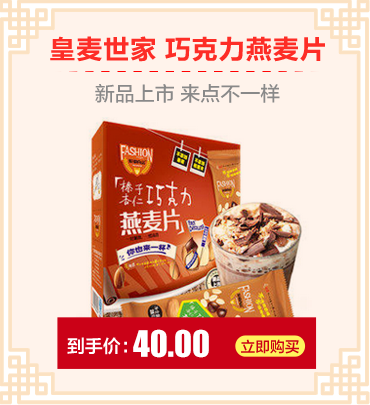 皇麦世家 巧克力燕麦片
新品上市 来点不一样
FASHION
「榛子
杏仁
巧克力
燕麦片」
你也来一杯
FASHION
到手价:40.00
立即购买